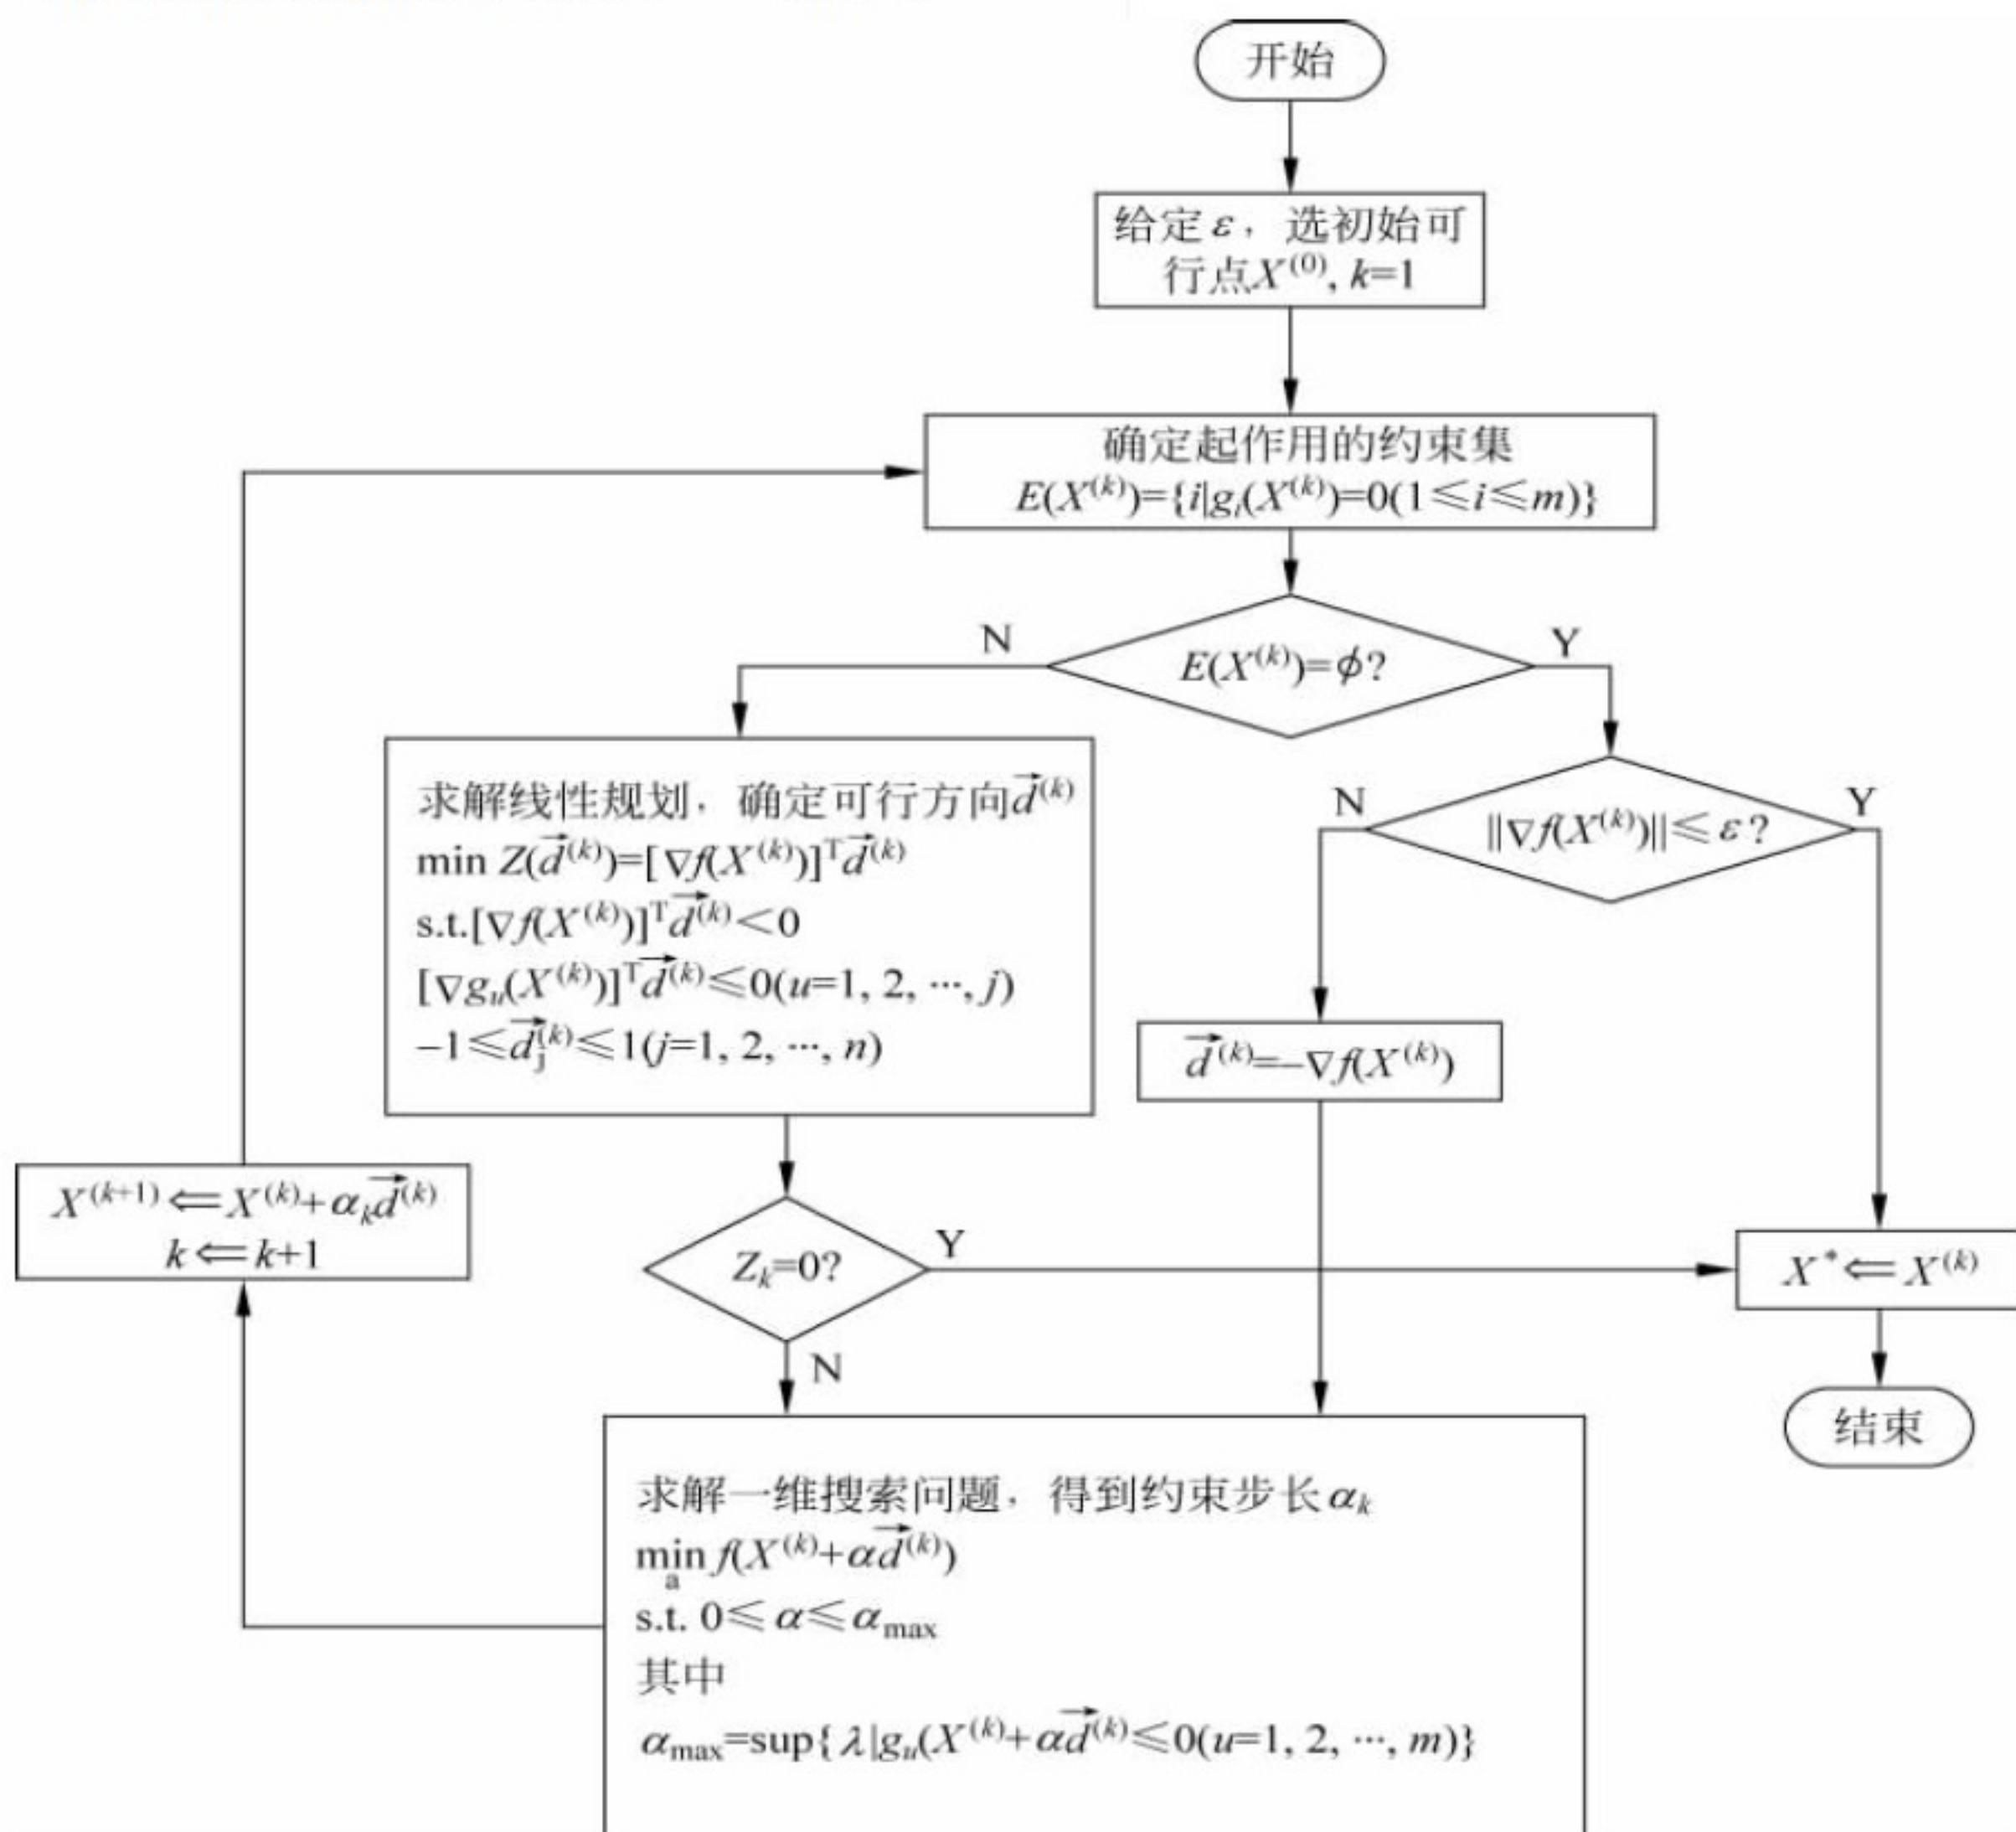 开始
给定ε，选初始可
行点X⁽⁰⁾, k=1
确定起作用的约束集
E(X⁽ᵏ⁾)={i|gᵢ(X⁽ᵏ⁾)=0(1≤i≤m)}
N
E(X⁽ᵏ⁾)=ϕ?
Y
求解线性规划，确定可行方向d⃗⁽ᵏ⁾
min Z(d⃗⁽ᵏ⁾)=[∇f(X⁽ᵏ⁾)]ᵀd⃗⁽ᵏ⁾
s.t.[∇f(X⁽ᵏ⁾)]ᵀd⃗⁽ᵏ⁾<0
[∇gᵤ(X⁽ᵏ⁾)]ᵀd⃗⁽ᵏ⁾≤0(u=1, 2, ···, j)
−1≤d⃗ⱼ⁽ᵏ⁾≤1(j=1, 2, ···, n)
N
||∇f(X⁽ᵏ⁾)||≤ε?
Y
d⃗⁽ᵏ⁾=−∇f(X⁽ᵏ⁾)
X⁽ᵏ⁺¹⁾⇐X⁽ᵏ⁾+αₖd⃗⁽ᵏ⁾
k⇐k+1
Zₖ=0?
Y
N
X*⇐X⁽ᵏ⁾
结束
求解一维搜索问题，得到约束步长αₖ
min f(X⁽ᵏ⁾+αd⃗⁽ᵏ⁾)
a
s.t. 0≤α≤α_max
其中
α_max=sup{λ|gᵤ(X⁽ᵏ⁾+αd⃗⁽ᵏ⁾≤0(u=1, 2, ···, m)}